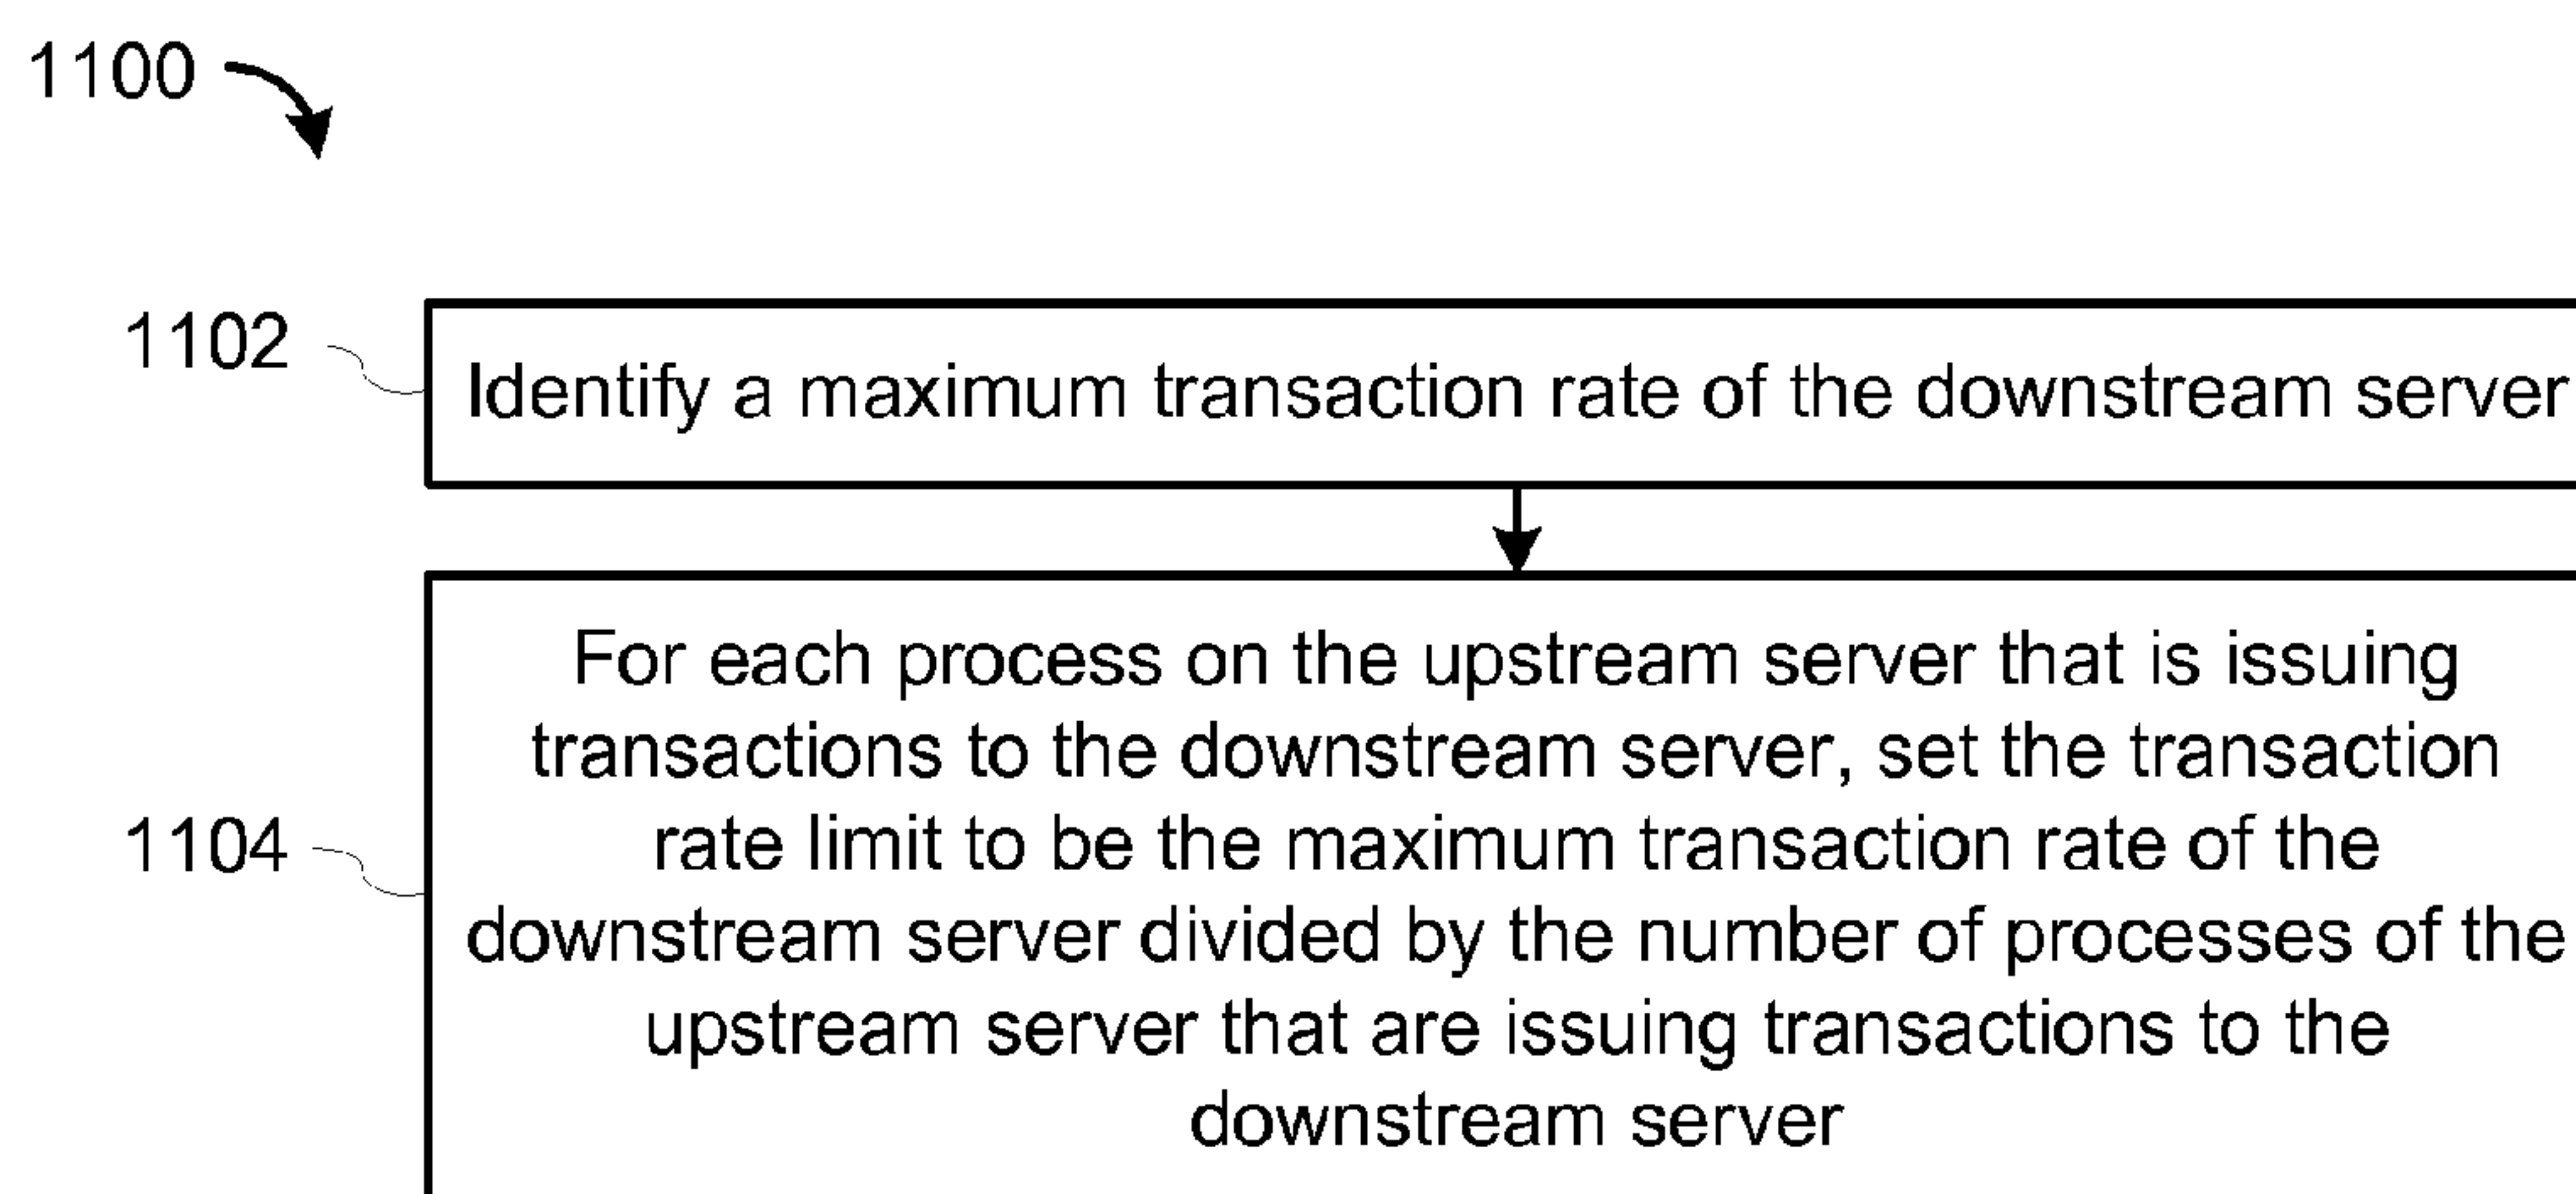 1100
1102
Identify a maximum transaction rate of the downstream server
For each process on the upstream server that is issuing
transactions to the downstream server, set the transaction
rate limit to be the maximum transaction rate of the
1104
downstream server divided by the number of processes of the
upstream server that are issuing transactions to the
downstream server